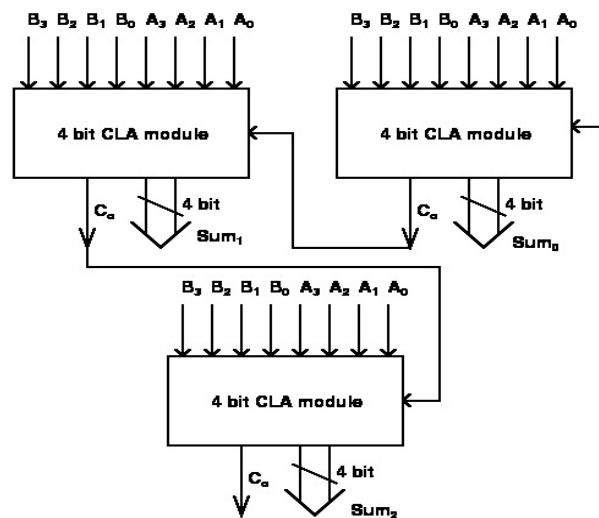 B3 B2 B1 B0 A3 A2 A1 A0
B3 B2 B1 B0 A3 A2 A1 A0
4 bit CLA module
4 bit CLA module
Co
4 bit
Sum1
Co
4 bit
Sum0
B3 B2 B1 B0 A3 A2 A1 A0
4 bit CLA module
Co
4 bit
Sum2